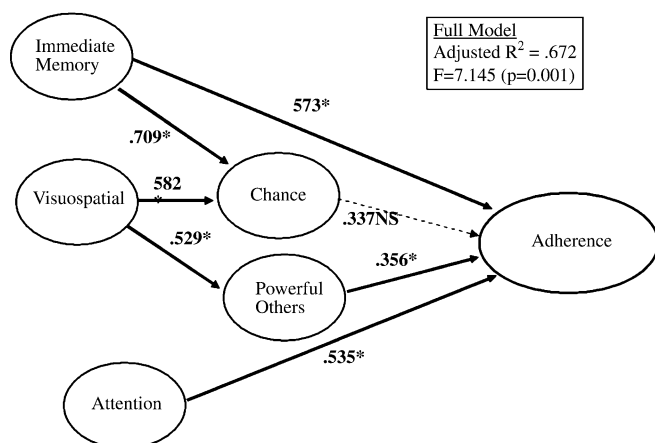 Immediate
Memory
Full Model
Adjusted R² = .672
F=7.145 (p=0.001)
573*
.709*
Visuospatial
582
*
Chance
.337NS
Adherence
.529*
.356*
Powerful
Others
.535*
Attention